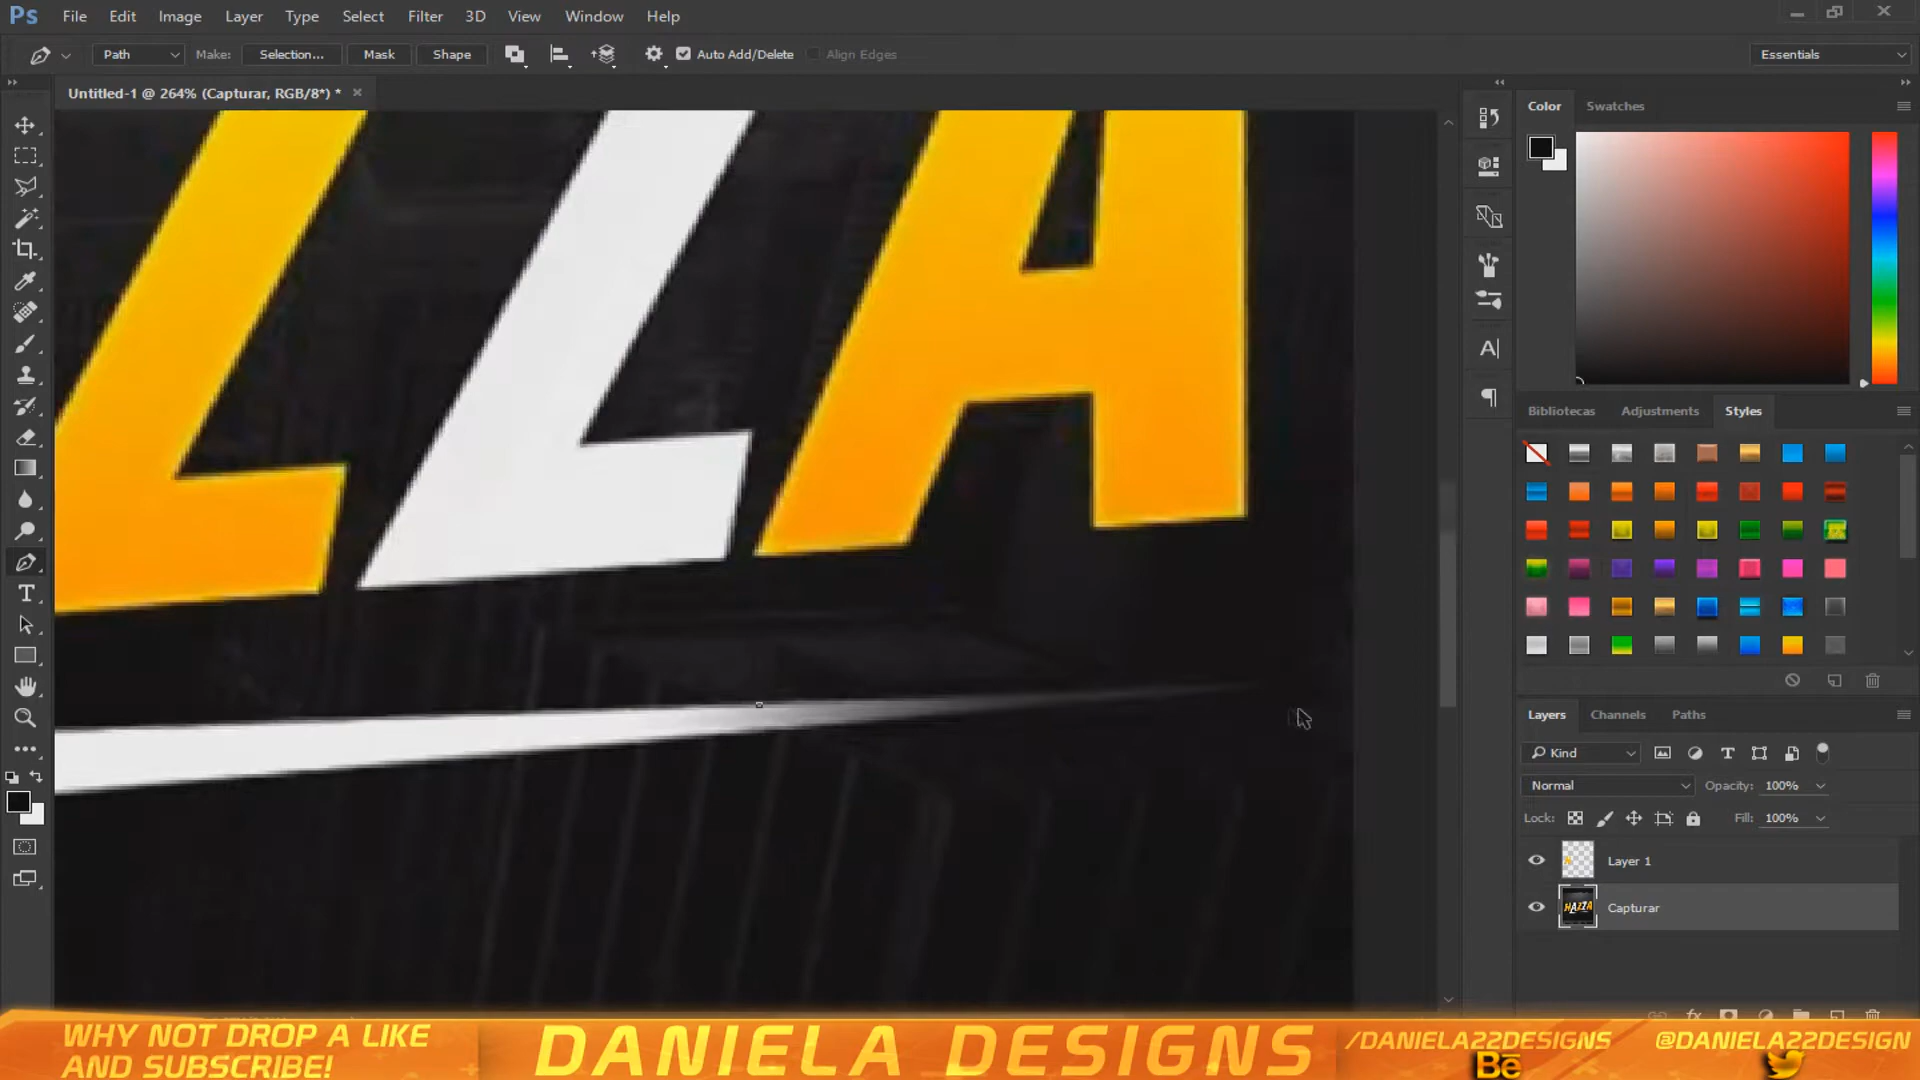 Ps File Edit Image Layer Type Select Filter 3D View Window Help
Path Make: Selection... Mask Shape Auto Add/Delete Align Edges Essentials
Untitled-1 @ 264% (Capturar, RGB/8*) *
Color Swatches
ZZA
Bibliotecas Adjustments Styles
Layers Channels Paths
Kind
Normal Opacity: 100%
Lock: Fill: 100%
Layer 1
HAZZA
Capturar
WHY NOT DROP A LIKE
AND SUBSCRIBE!
DANIELA DESIGNS
/DANIELA22DESIGNS
Bē
@DANIELA22DESIGN